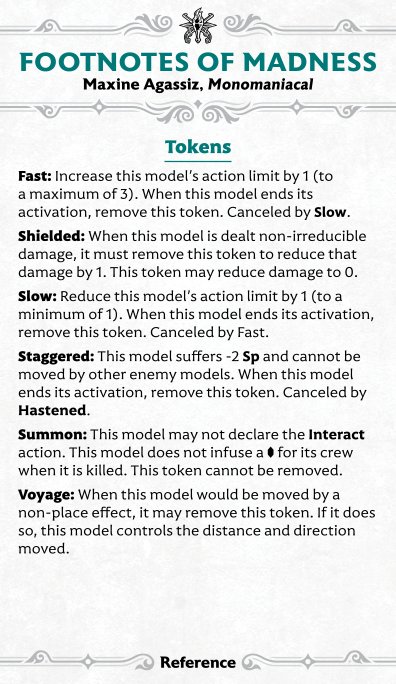 FOOTNOTES OF MADNESS
Maxine Agassiz, Monomaniacal
Tokens
Fast: Increase this model's action limit by 1 (to
a maximum of 3). When this model ends its
activation, remove this token. Canceled by Slow.
Shielded: When this model is dealt non-irreducible
damage, it must remove this token to reduce that
damage by 1. This token may reduce damage to 0.
Slow: Reduce this model's action limit by 1 (to a
minimum of 1). When this model ends its activation,
remove this token. Canceled by Fast.
Staggered: This model suffers -2 Sp and cannot be
moved by other enemy models. When this model
ends its activation, remove this token. Canceled by
Hastened.
Summon: This model may not declare the Interact
action. This model does not infuse a for its crew
when it is killed. This token cannot be removed.
Voyage: When this model would be moved by a
non-place effect, it may remove this token. If it does
so, this model controls the distance and direction
moved.
Reference